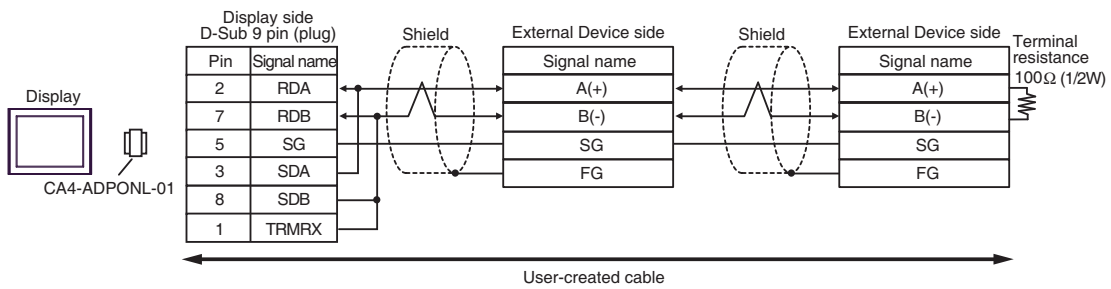 Display
CA4-ADPONL-01
Display side
D-Sub 9 pin (plug)
Pin Signal name
2 RDA
7 RDB
5 SG
3 SDA
8 SDB
1 TRMRX
Shield
External Device side
Signal name
A(+)
B(-)
SG
FG
Shield
External Device side
Signal name
A(+)
B(-)
SG
FG
Terminal
resistance
100Ω (1/2W)
User-created cable